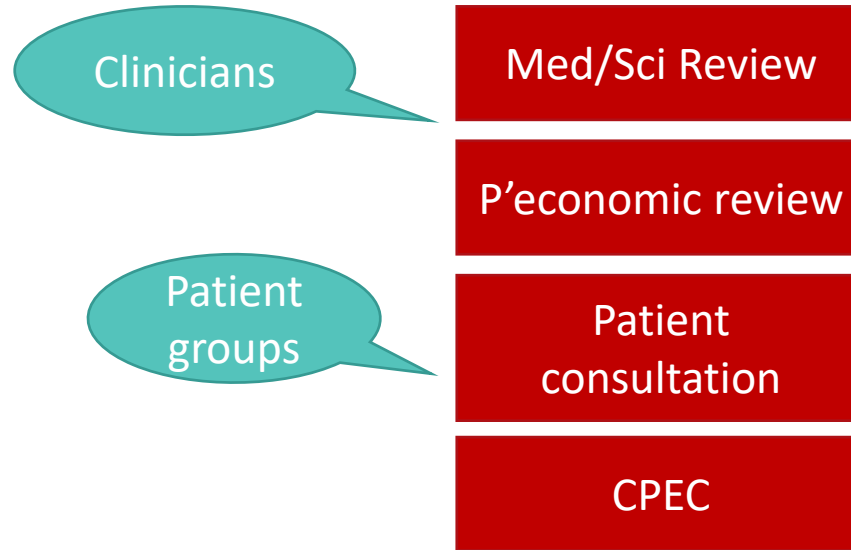 Clinicians
Med/Sci Review
P’economic review
Patient
groups
Patient
consultation
CPEC